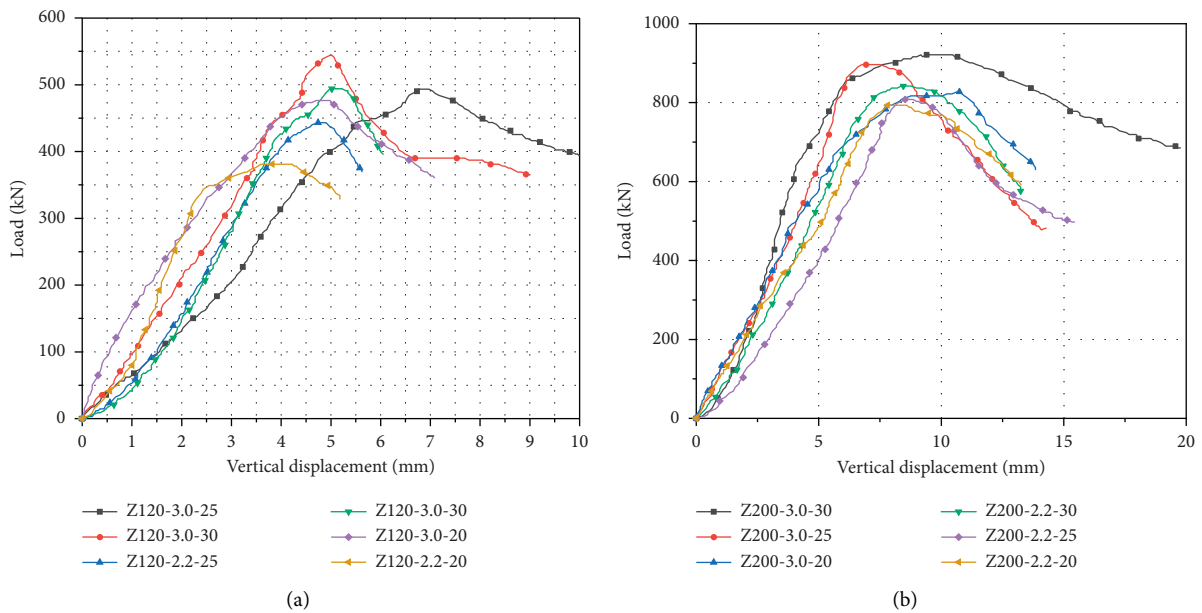 600
500
400
300
200
100
0
Load (kN)
0 1 2 3 4 5 6 7 8 9 10
Vertical displacement (mm)
Z120-3.0-25
Z120-3.0-30
Z120-2.2-25
Z120-3.0-30
Z120-3.0-20
Z120-2.2-20
(a)
1000
800
600
400
200
0
Load (kN)
0 5 10 15 20
Vertical displacement (mm)
Z200-3.0-30
Z200-3.0-25
Z200-3.0-20
Z200-2.2-30
Z200-2.2-25
Z200-2.2-20
(b)